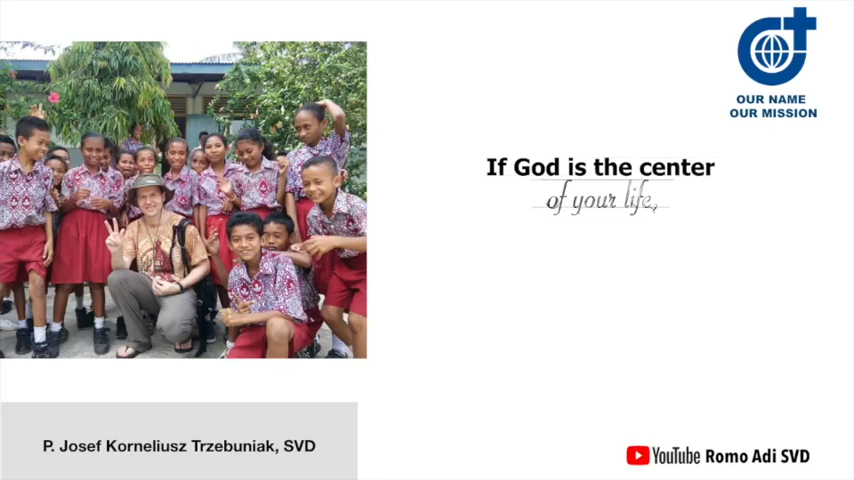 OUR NAME
OUR MISSION
If God is the center
of your life,
P. Josef Korneliusz Trzebuniak, SVD
YouTube Romo Adi SVD